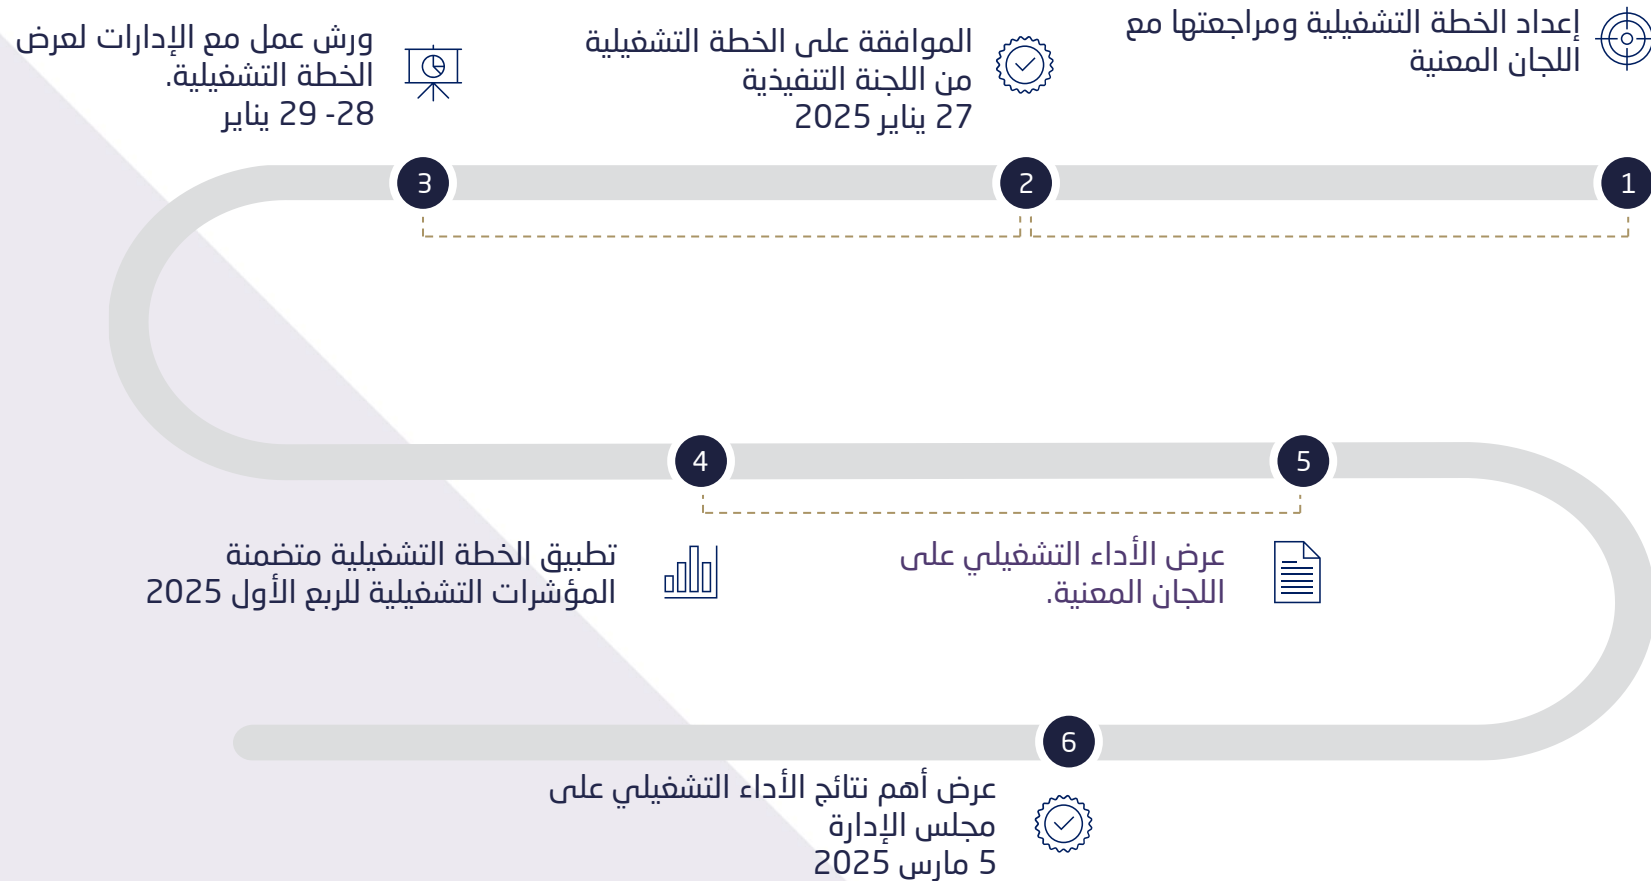 إعداد الخطة التشغيلية ومراجعتها مع
اللجان المعنية
الموافقة على الخطة التشغيلية
من اللجنة التنفيذية
27 يناير 2025
ورش عمل مع الإدارات لعرض
الخطة التشغيلية.
28- 29 يناير
1
2
3
4
5
تطبيق الخطة التشغيلية متضمنة
المؤشرات التشغيلية للربع الأول 2025
عرض الأداء التشغيلي على
اللجان المعنية.
6
عرض أهم نتائج الأداء التشغيلي على
مجلس الإدارة
5 مارس 2025